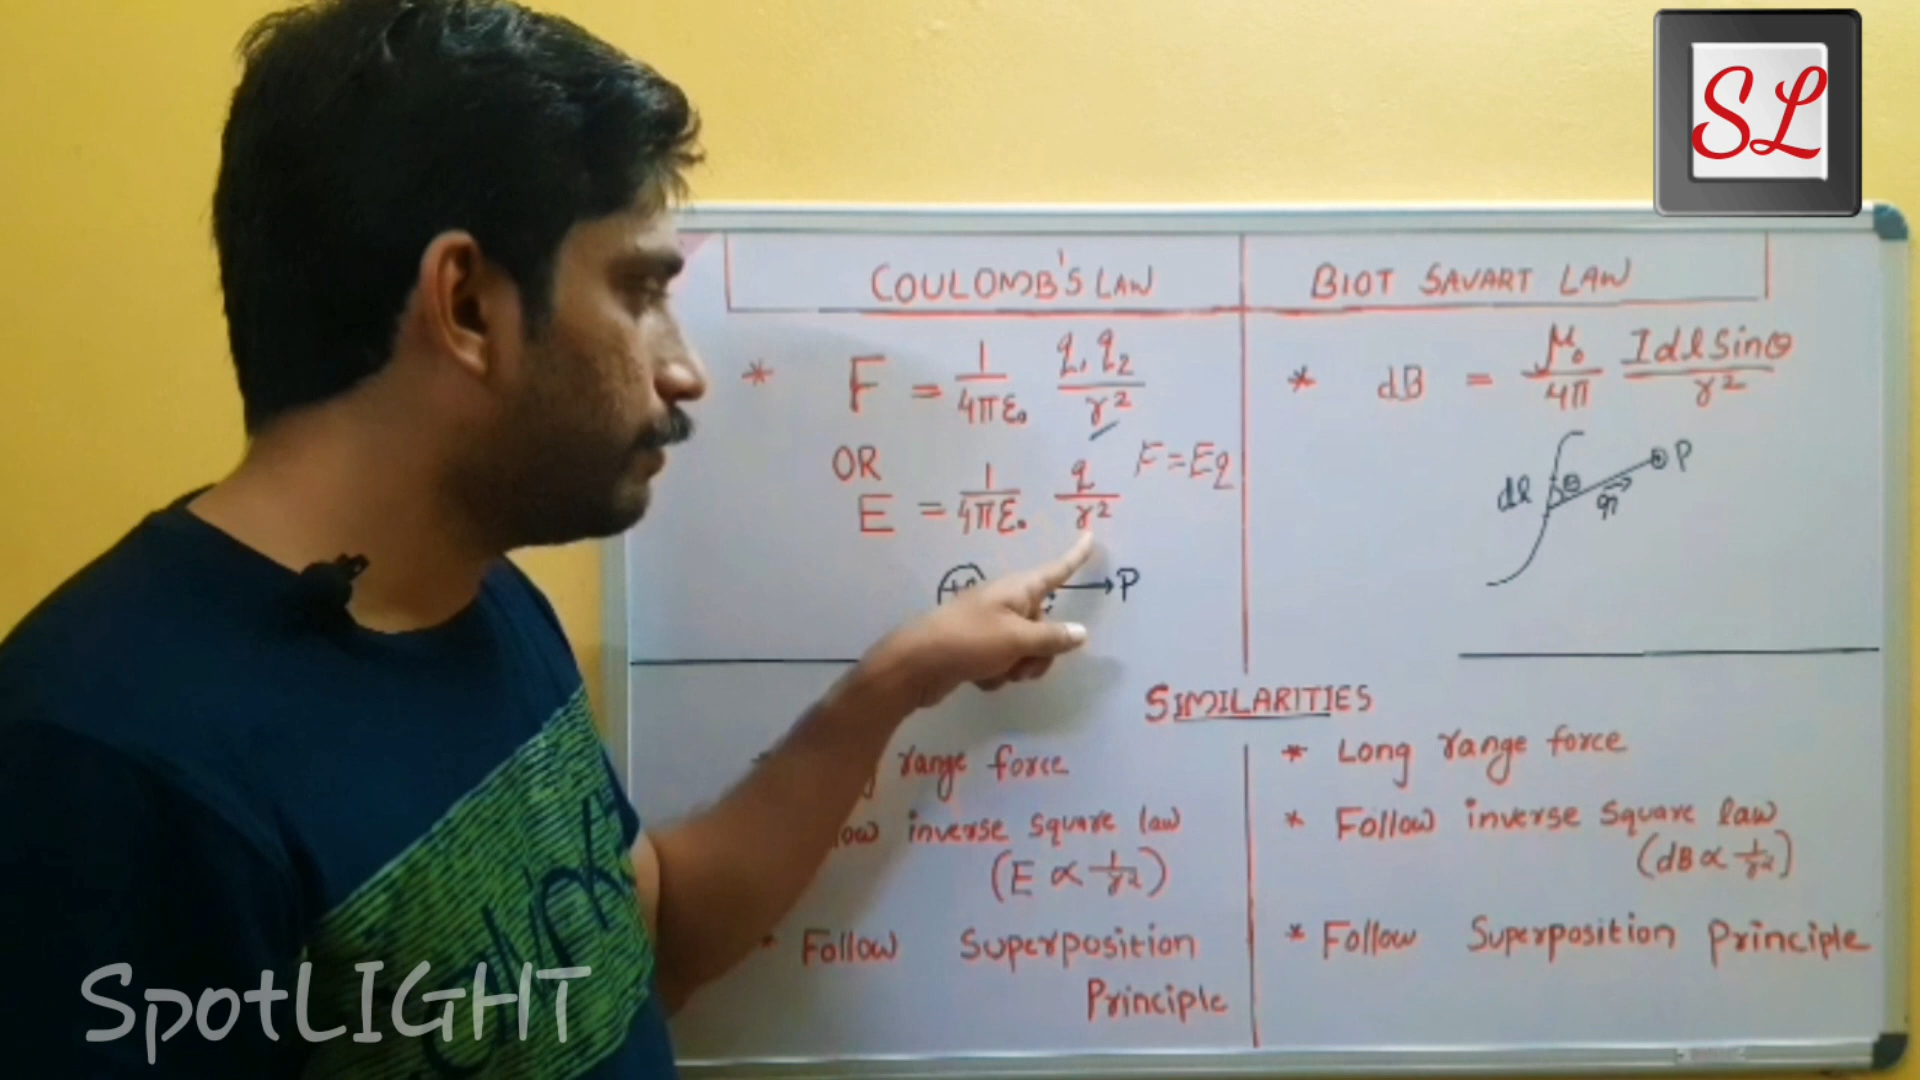 SL
COULOMB'S LAW
* F = 1/4πε₀ q₁q₂/r²
OR
F = Eq
E = 1/4πε₀ q/r²
P
BIOT SAVART LAW
* dB = μ₀/4π Idl Sinθ/r²
dl θ r P
SIMILARITIES
range force
inverse square law
(E ∝ 1/r²)
* Follow Superposition
Principle
* Long range force
* Follow inverse square law
(dB ∝ 1/r²)
* Follow Superposition Principle
SpotLIGHT